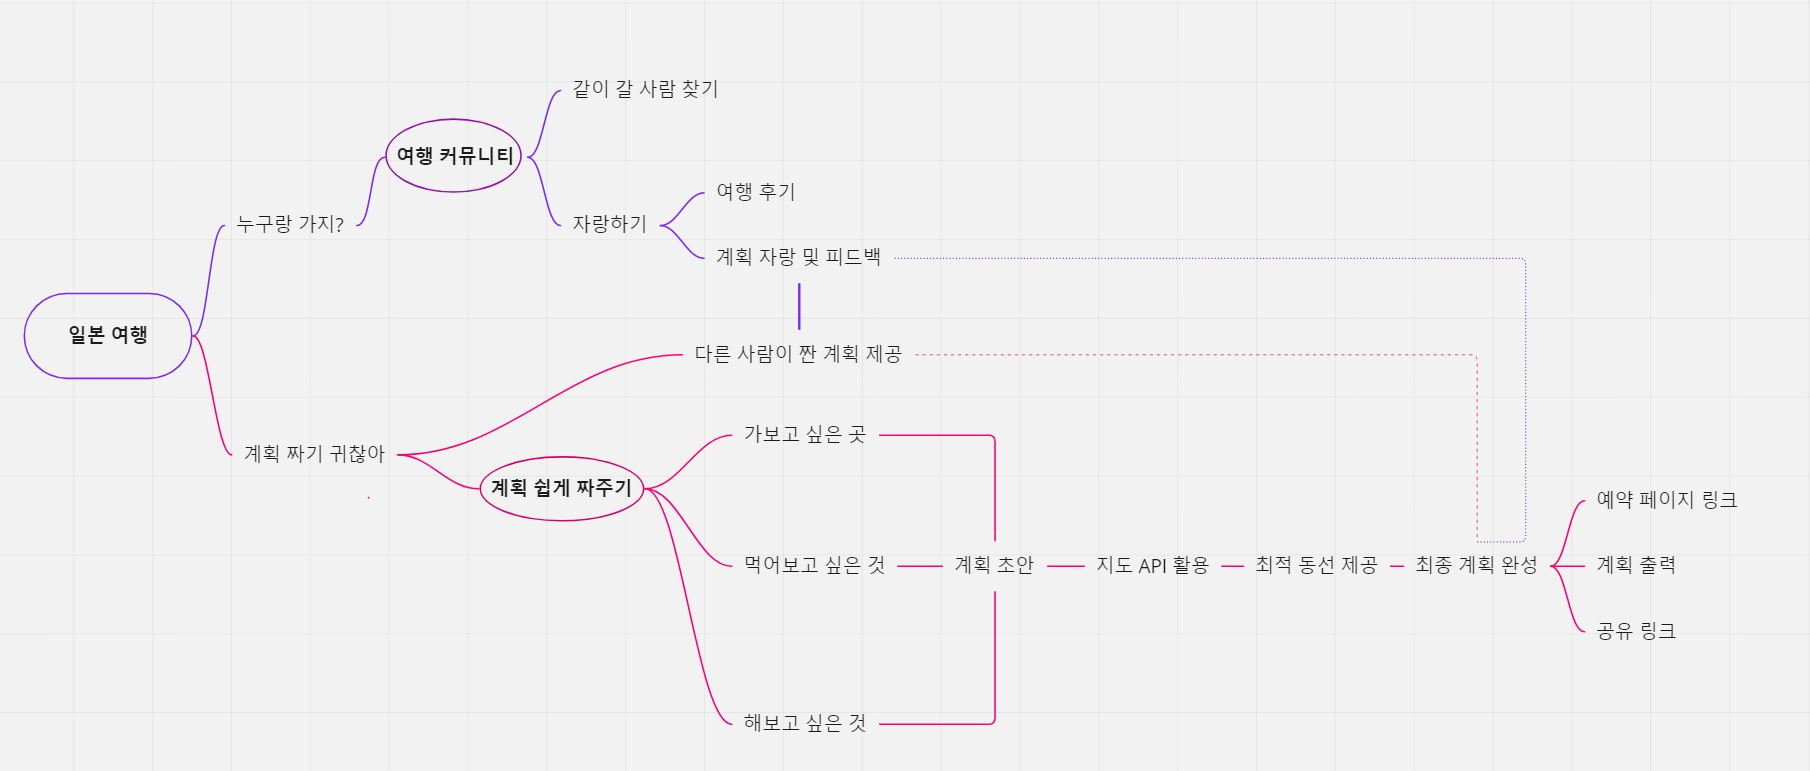 같이 갈 사람 찾기
여행 커뮤니티
여행 후기
누구랑 가지?
자랑하기
계획 자랑 및 피드백
일본 여행
다른 사람이 짠 계획 제공
가보고 싶은 곳
계획 짜기 귀찮아
계획 쉽게 짜주기
예약 페이지 링크
먹어보고 싶은 것
계획 초안
지도 API 활용
최적 동선 제공
최종 계획 완성
계획 출력
공유 링크
해보고 싶은 것